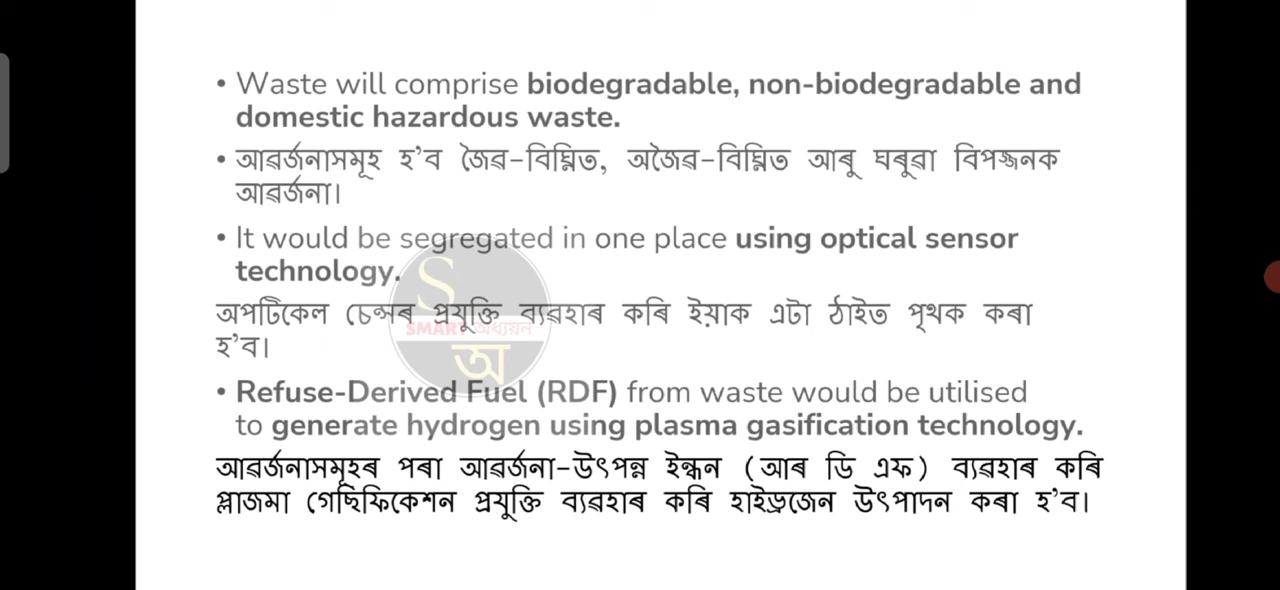 • Waste will comprise biodegradable, non-biodegradable and
domestic hazardous waste.
• আৱৰ্জনাসমূহ হ'ব জৈৱ-বিঘ্নিত, অজৈৱ-বিঘ্নিত আৰু ঘৰুৱা বিপজ্জনক
আৱৰ্জনা।
• It would be segregated in one place using optical sensor
technology.
অপটিকেল চেন্সৰ প্ৰযুক্তি ব্যৱহাৰ কৰি ইয়াক এটা ঠাইত পৃথক কৰা
হ'ব।
S
SMART অধ্যয়ন
অ
• Refuse-Derived Fuel (RDF) from waste would be utilised
to generate hydrogen using plasma gasification technology.
আৱৰ্জনাসমূহৰ পৰা আৱৰ্জনা-উৎপন্ন ইন্ধন (আৰ ডি এফ) ব্যৱহাৰ কৰি
প্লাজমা গেছিফিকেশন প্ৰযুক্তি ব্যৱহাৰ কৰি হাইড্ৰজেন উৎপাদন কৰা হ'ব।